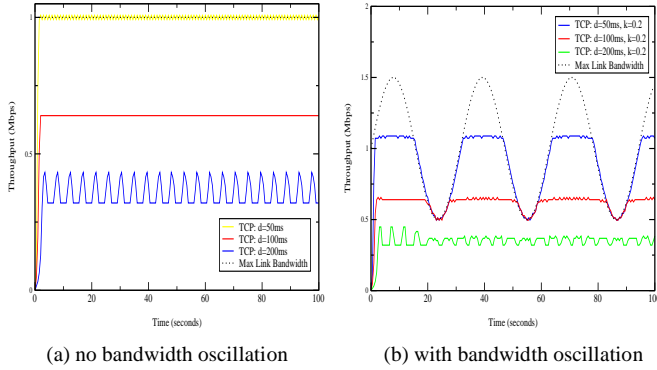 Throughput (Mbps)
1
0.5
0
0
20
40
60
80
100
Time (seconds)
TCP: d=50ms
TCP: d=100ms
TCP: d=200ms
Max Link Bandwidth
(a) no bandwidth oscillation
Throughput (Mbps)
2
1.5
1
0.5
0
0
20
40
60
80
100
Time (seconds)
TCP: d=50ms, k=0.2
TCP: d=100ms, k=0.2
TCP: d=200ms, k=0.2
Max Link Bandwidth
(b) with bandwidth oscillation